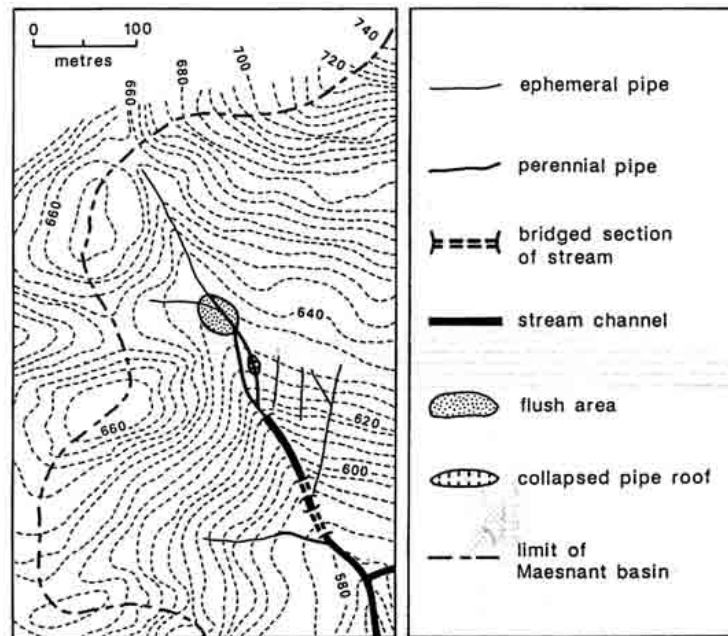 0 100
metres
740
720
700
680
660
660
640
660
620
600
580
ephemeral pipe
perennial pipe
bridged section
of stream
stream channel
flush area
collapsed pipe roof
limit of
Maesnant basin